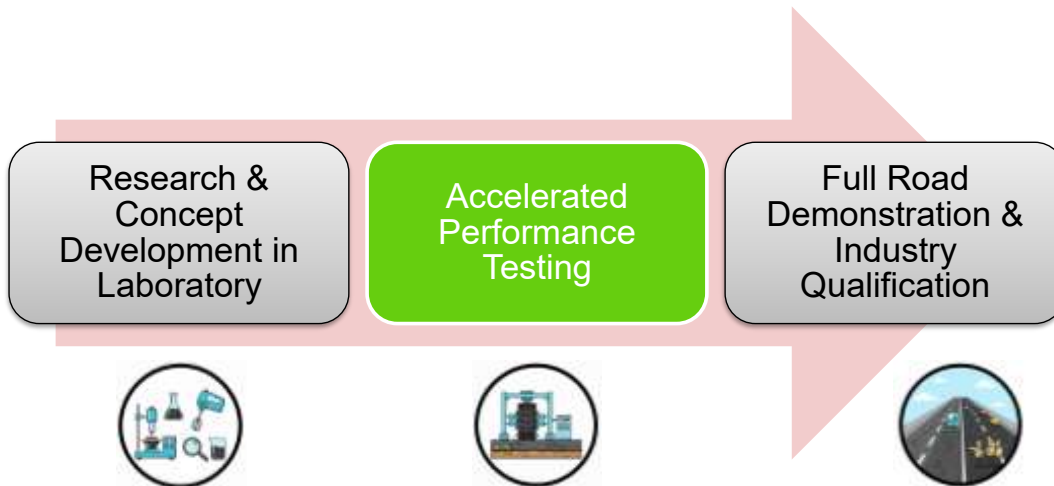 Research &
Concept
Development in
Laboratory
Accelerated
Performance
Testing
Full Road
Demonstration &
Industry
Qualification